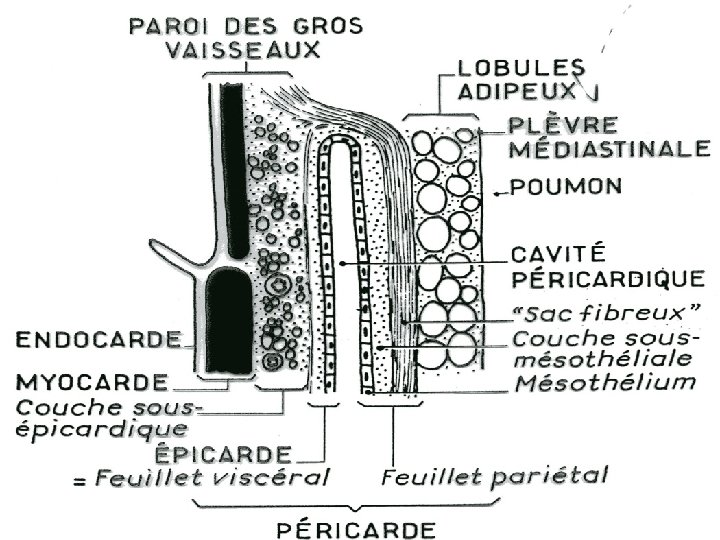 PAROI DES GROS
VAISSEAUX
LOBULES
ADIPEUX
PLÈVRE
MÉDIASTINALE
POUMON
CAVITÉ
PÉRICARDIQUE
"Sac fibreux"
Couche sous-
mésothéliale
Mésothélium
ENDOCARDE
MYOCARDE
Couche sous-
épicardique
ÉPICARDE
= Feuillet viscéral
Feuillet pariétal
PÉRICARDE